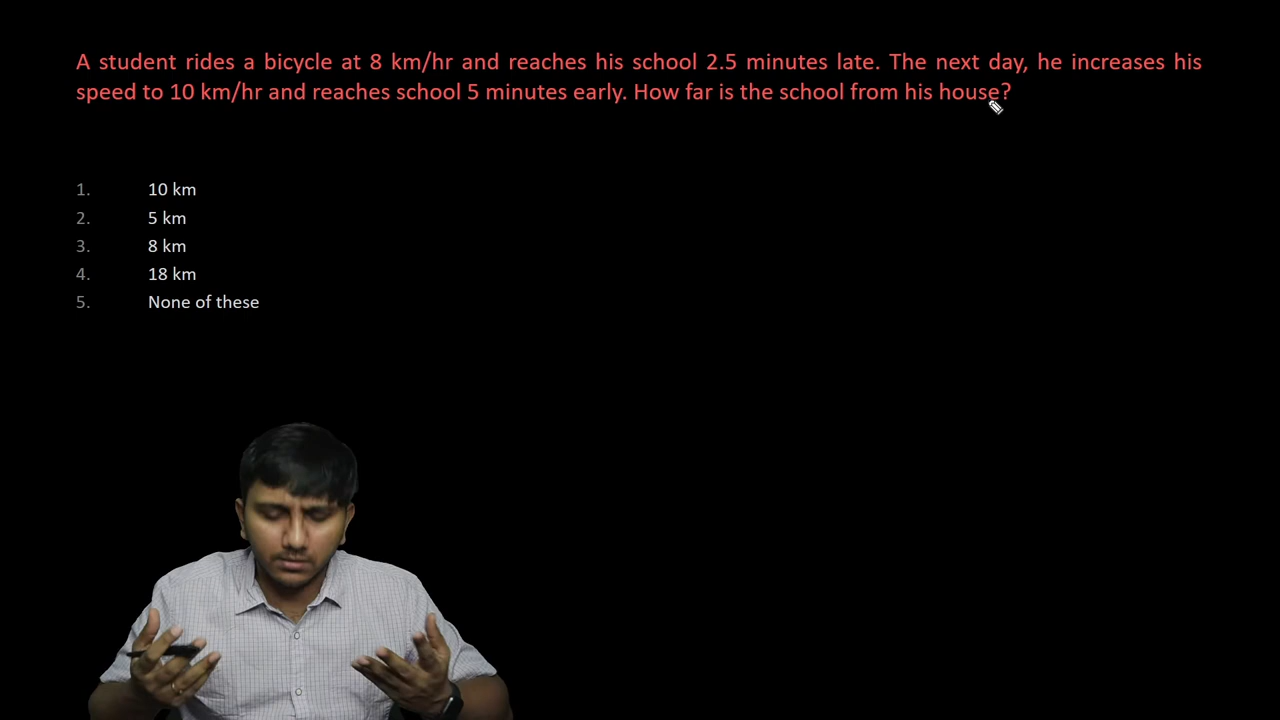 A student rides a bicycle at 8 km/hr and reaches his school 2.5 minutes late. The next day, he increases his
speed to 10 km/hr and reaches school 5 minutes early. How far is the school from his house?
1. 10 km
2. 5 km
3. 8 km
4. 18 km
5. None of these